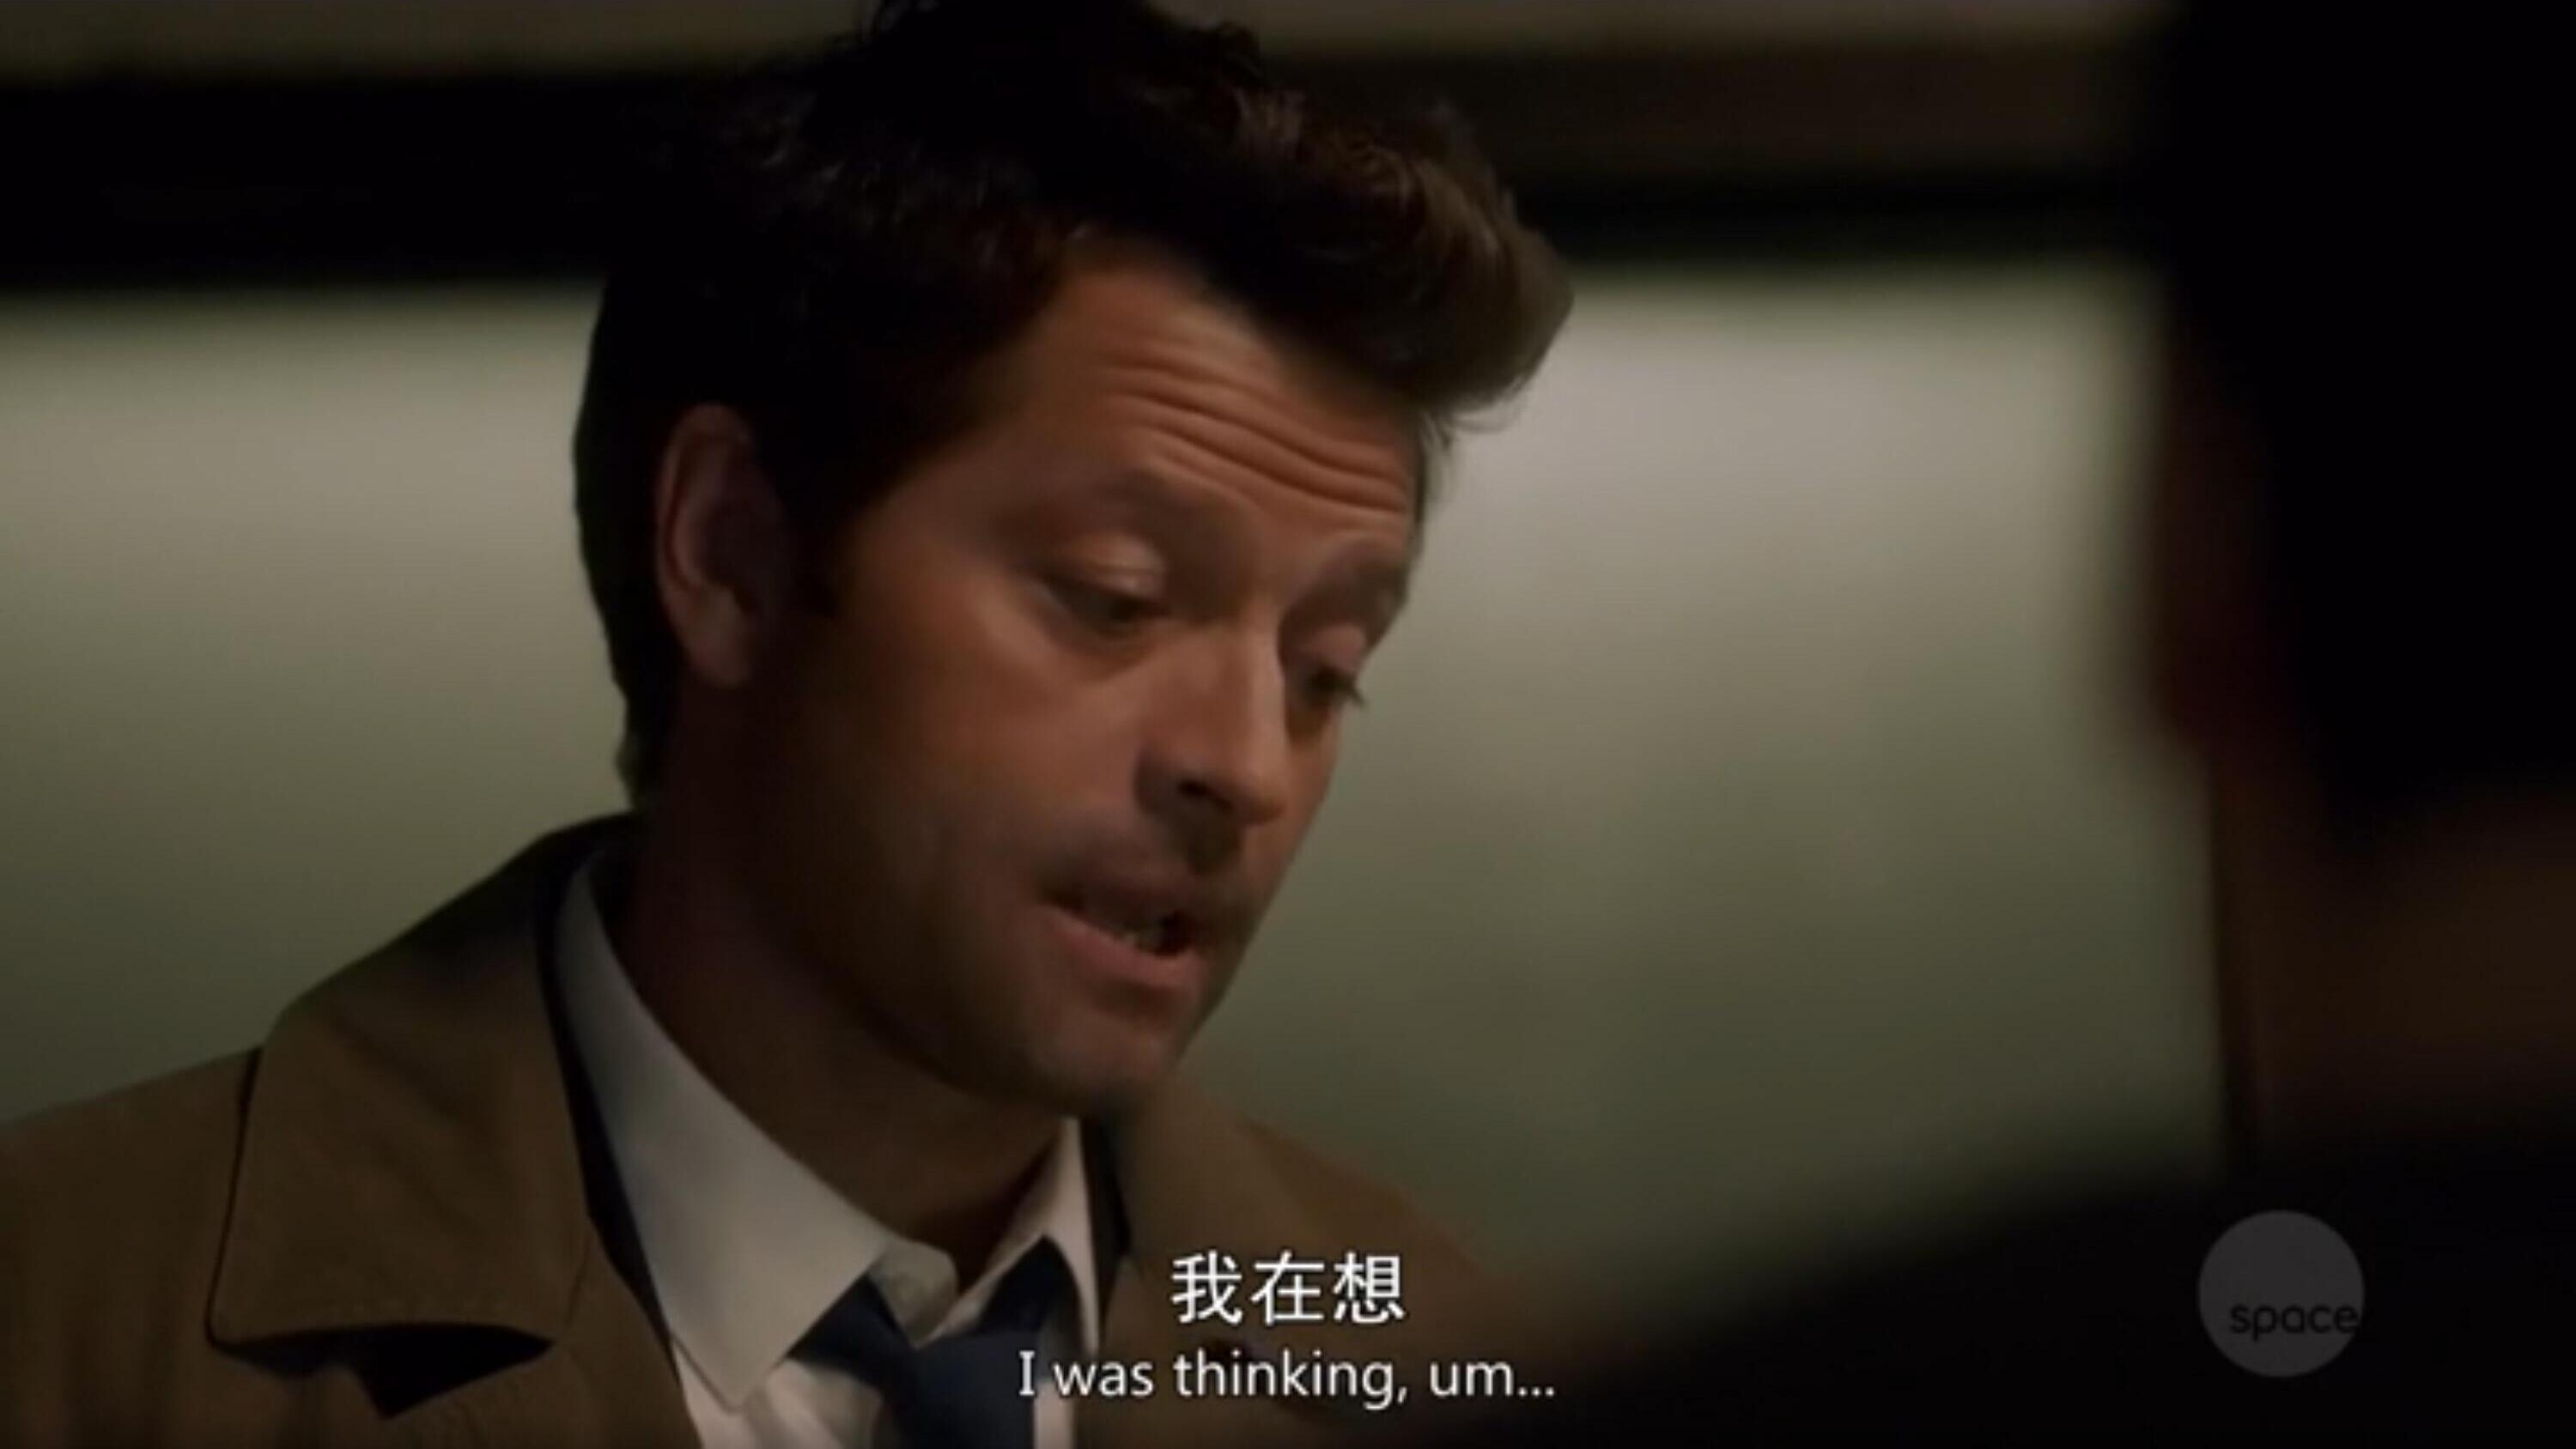 我在想
I was thinking, um...
space